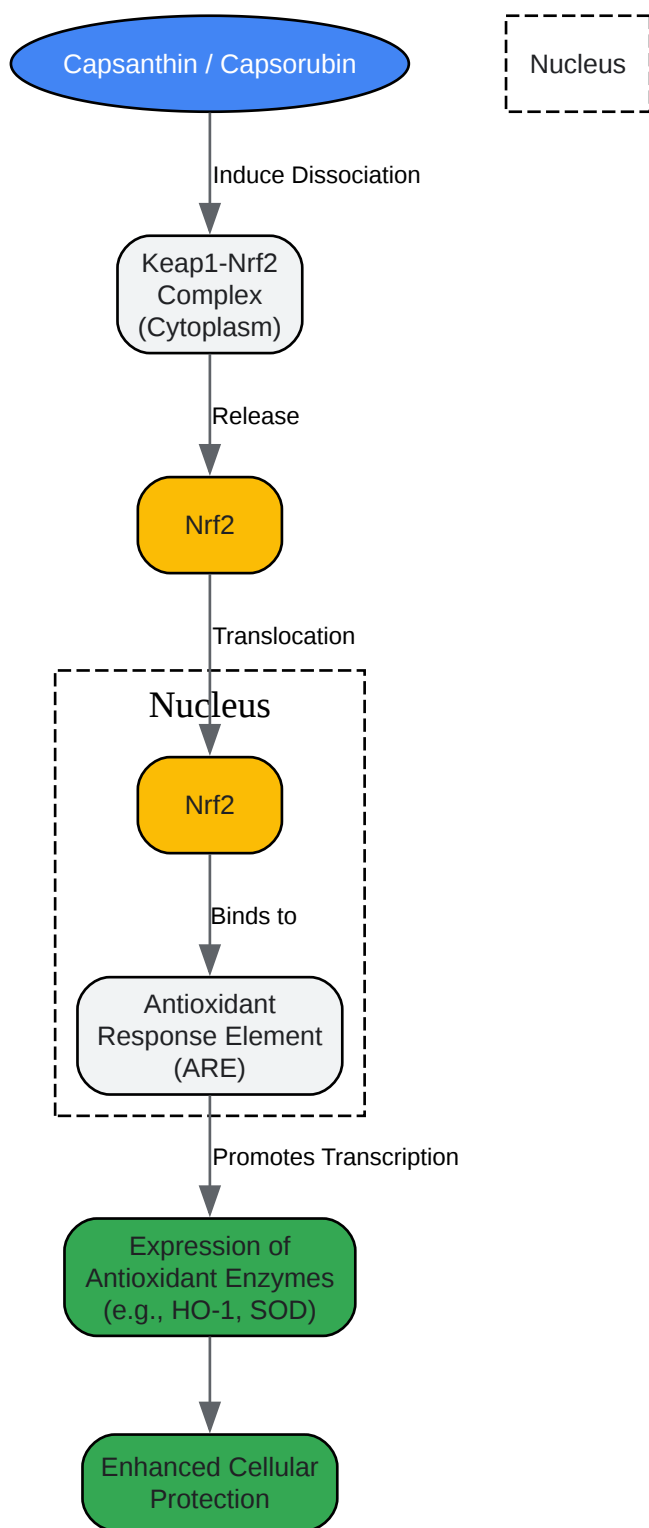 Capsanthin / Capsorubin
Nucleus
Induce Dissociation
Keap1-Nrf2
Complex
(Cytoplasm)
Release
Nrf2
Translocation
Nucleus
Nrf2
Binds to
Antioxidant
Response Element
(ARE)
Promotes Transcription
Expression of
Antioxidant Enzymes
(e.g., HO-1, SOD)
Enhanced Cellular
Protection